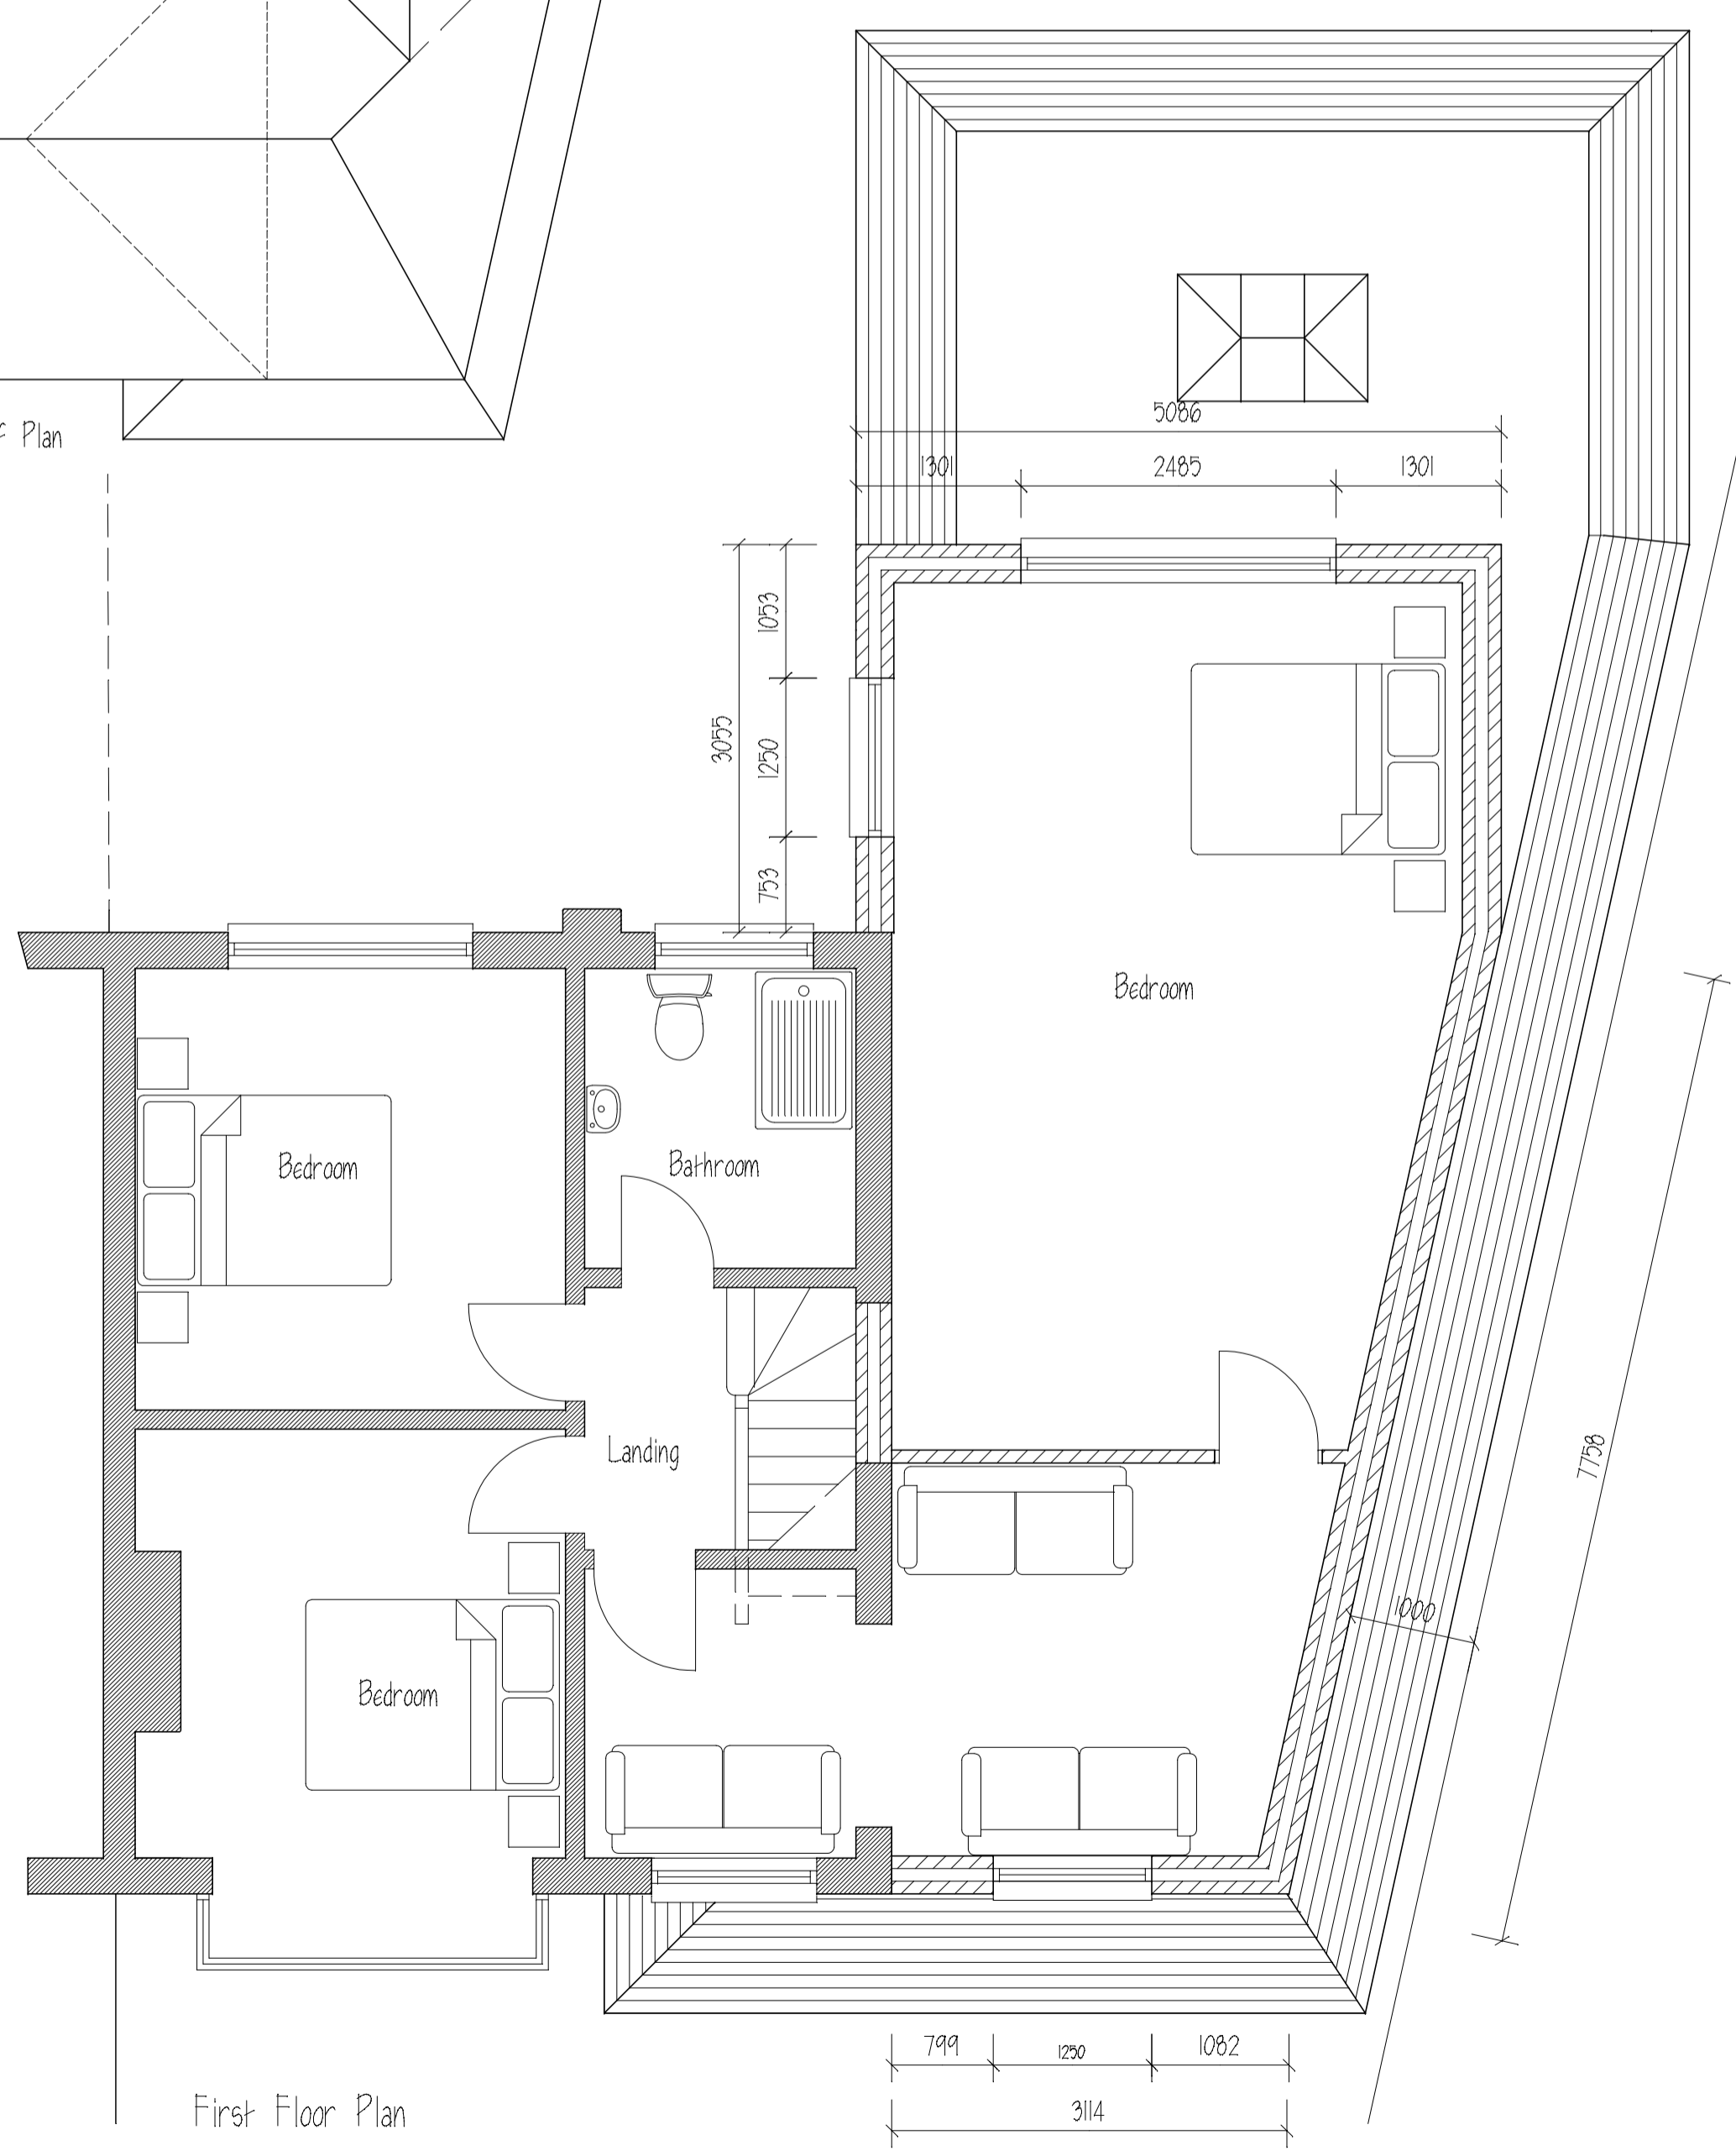 Plan
5086
1301 2485 1301
1053
3055
1250
753
Bedroom
Bedroom
Bathroom
Landing
7758
1000
Bedroom
799 1250 1082
3114
First Floor Plan